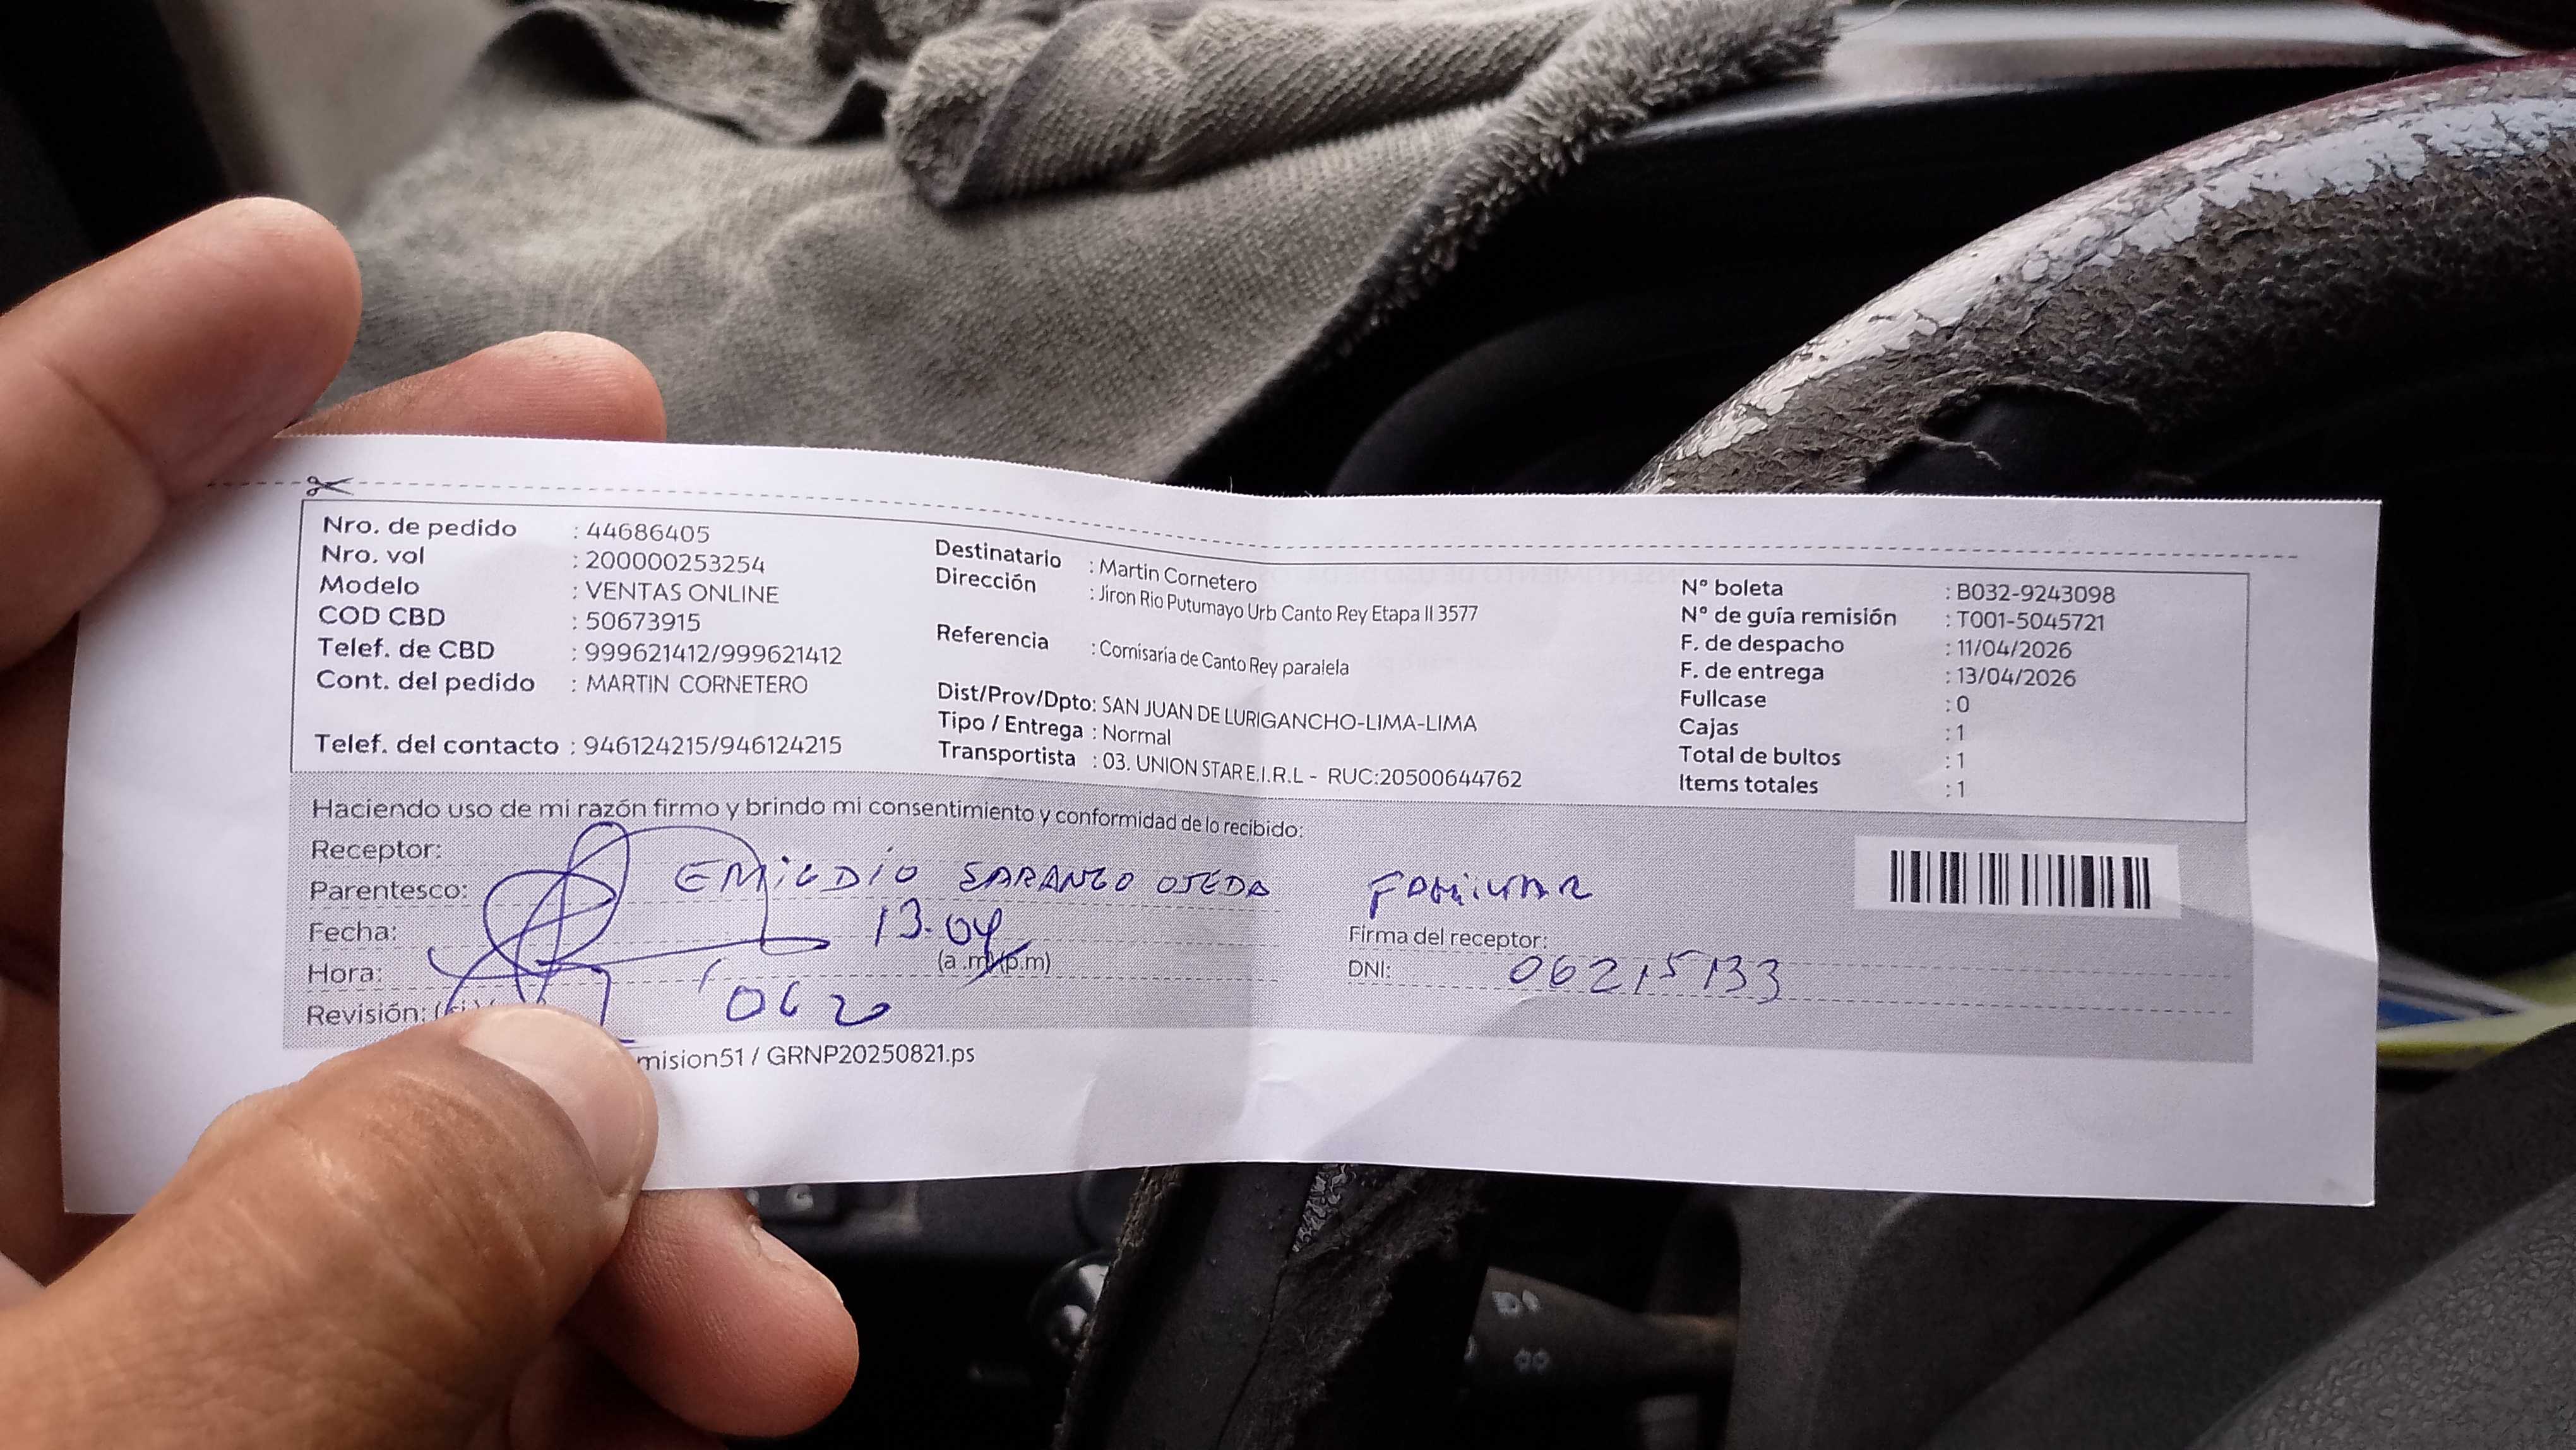 Nro. de pedido : 44686405
Nro. vol : 200000253254
Modelo : VENTAS ONLINE
COD CBD : 50673915
Telef. de CBD : 999621412/999621412
Cont. del pedido : MARTIN CORNETERO
Telef. del contacto : 946124215/946124215
Destinatario : Martin Cornetero
Dirección : Jiron Rio Putumayo Urb Canto Rey Etapa II 3577
Referencia : Comisaria de Canto Rey paralela
Dist/Prov/Dpto: SAN JUAN DE LURIGANCHO-LIMA-LIMA
Tipo / Entrega : Normal
Transportista : 03. UNION STAR E.I.R.L - RUC:20500644762
N° boleta : B032-9243098
N° de guía remisión : T001-5045721
F. de despacho : 11/04/2026
F. de entrega : 13/04/2026
Fullcase : 0
Cajas : 1
Total de bultos : 1
Items totales : 1
Haciendo uso de mi razón firmo y brindo mi consentimiento y conformidad de lo recibido:
Receptor:
Parentesco: EMIGDIO SARANGO OJEDA FAMILIAR
Fecha: 13.04
Firma del receptor:
Hora: (a.m)(p.m)
DNI: 06215133
Revisión: 0620
mision51 / GRNP20250821.ps